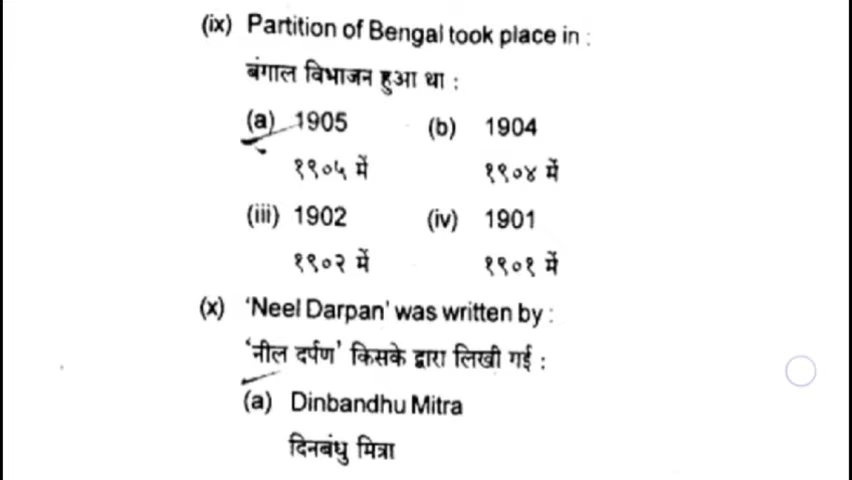 (ix) Partition of Bengal took place in :
बंगाल विभाजन हुआ था :
(a) 1905 (b) 1904
१९०५ में १९०४ में
(iii) 1902 (iv) 1901
१९०२ में १९०१ में
(x) 'Neel Darpan' was written by :
'नील दर्पण' किसके द्वारा लिखी गई :
(a) Dinbandhu Mitra
दिनबंधु मित्रा